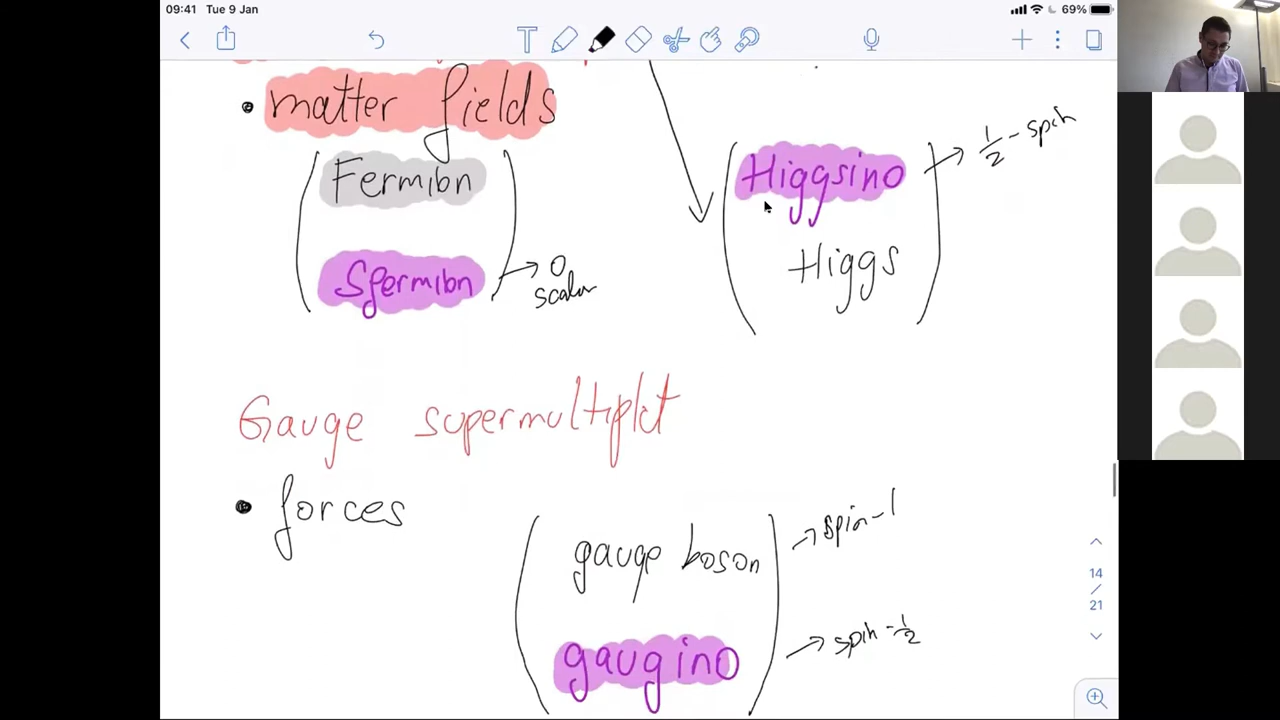 09:41 Tue 9 Jan
69%
• matter fields
Fermion
Sfermion → 0
scalar
Higgsino → 1/2 - spin
Higgs
Gauge supermultiplet
• forces
gauge boson → spin-1
gaugino → spin-1/2
14
/
21